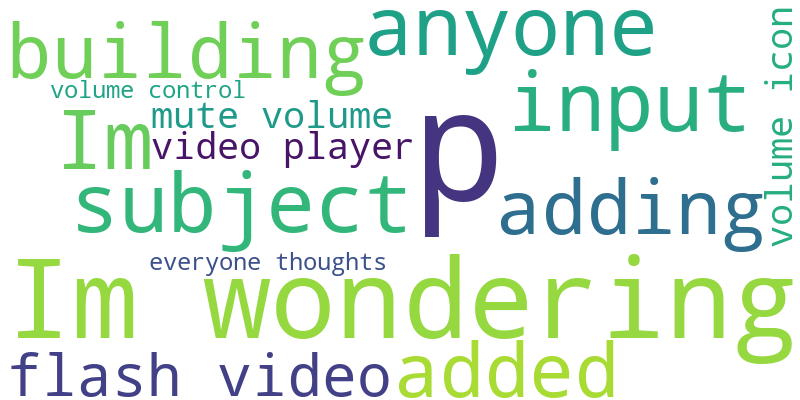 building
anyone
volume control
input
mute volume
Im
p
video player
volume icon
subject
adding
everyone thoughts
Im wondering
flash video
added